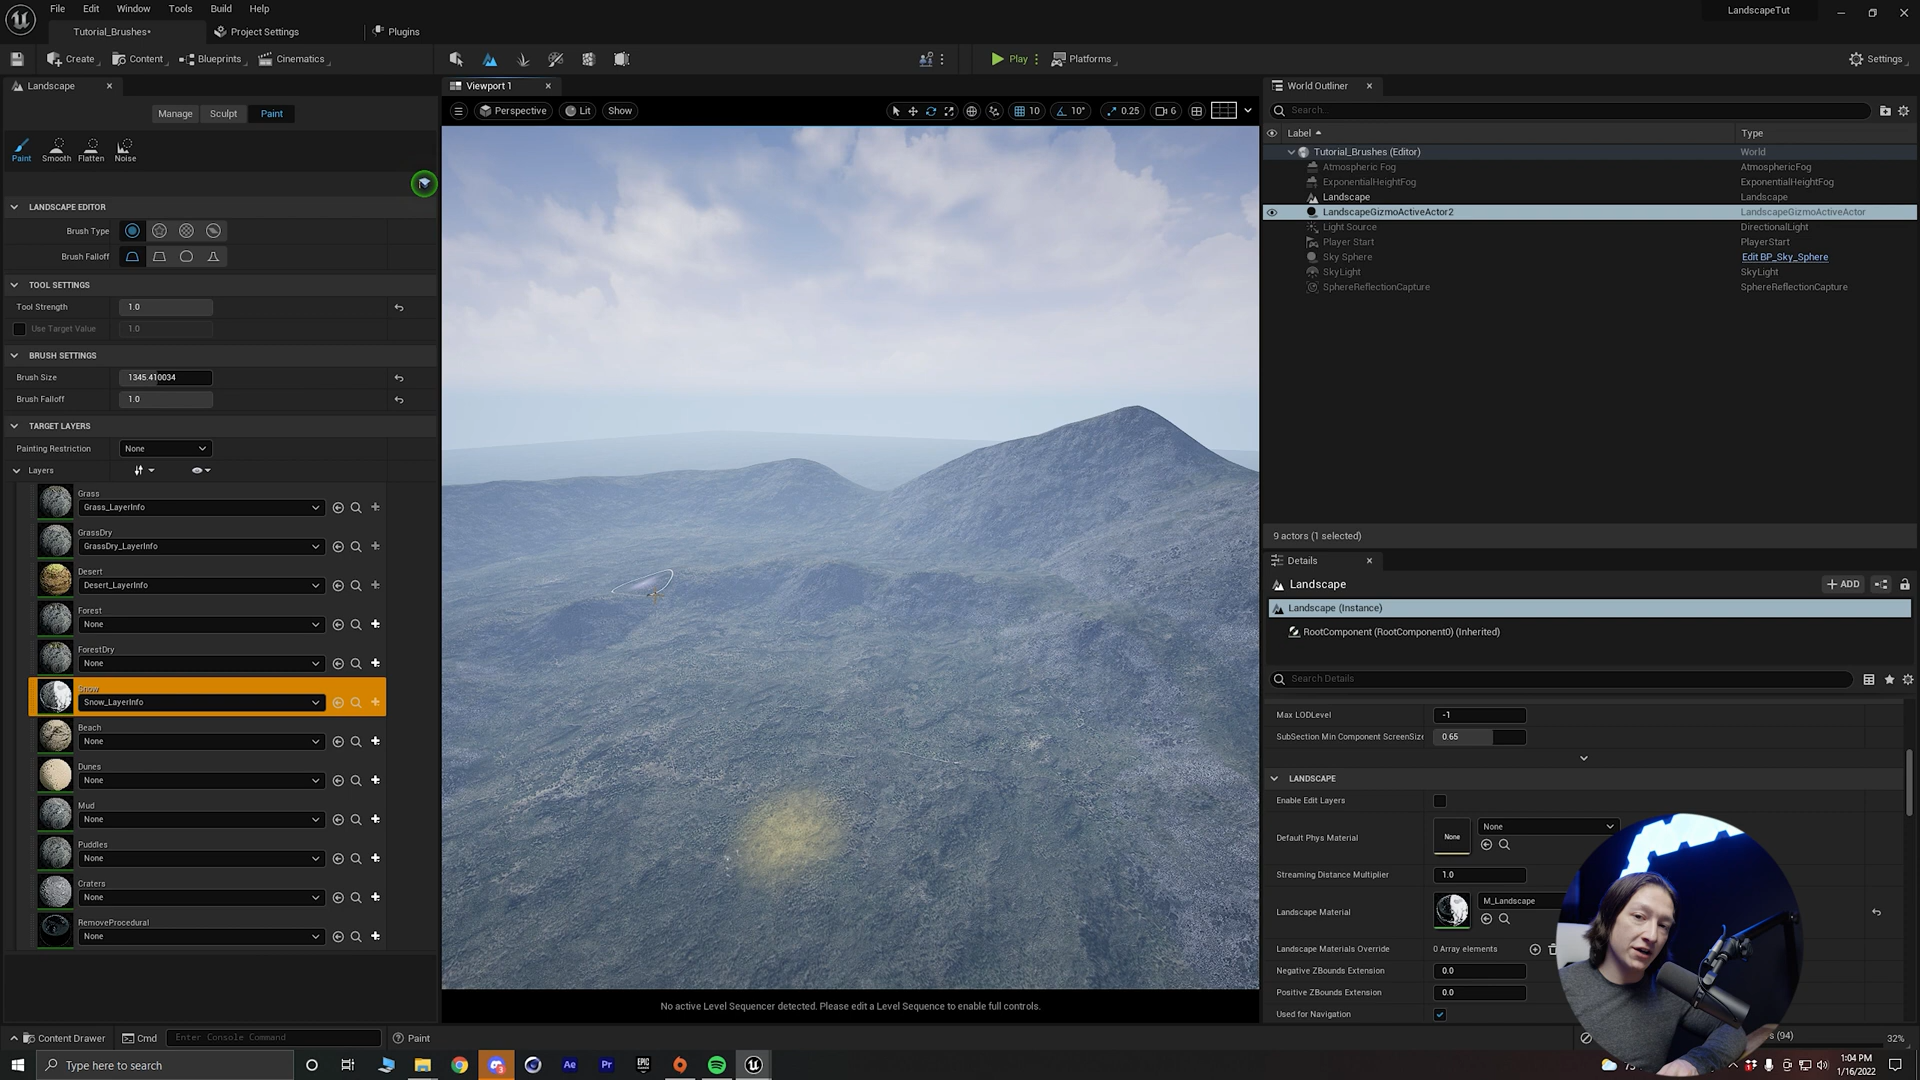 File Edit Window Tools Build Help
LandscapeTut
Tutorial_Brushes•
Project Settings
Plugins
Create
Content
Blueprints
Cinematics
Play
Platforms
Settings
Landscape
Manage Sculpt Paint
Paint Smooth Flatten Noise
LANDSCAPE EDITOR
Brush Type
Brush Falloff
TOOL SETTINGS
Tool Strength 1.0
Use Target Value 1.0
BRUSH SETTINGS
Brush Size 1345.410034
Brush Falloff 1.0
TARGET LAYERS
Painting Restriction None
Layers
Grass
Grass_LayerInfo
GrassDry
GrassDry_LayerInfo
Desert
Desert_LayerInfo
Forest
None
ForestDry
None
Snow
Snow_LayerInfo
Beach
None
Dunes
None
Mud
None
Puddles
None
Craters
None
RemoveProcedural
None
Viewport 1
Perspective Lit Show
10 10° 0.25 6
No active Level Sequencer detected. Please edit a Level Sequence to enable full controls.
World Outliner
Search...
Label Type
Tutorial_Brushes (Editor) World
Atmospheric Fog AtmosphericFog
ExponentialHeightFog ExponentialHeightFog
Landscape Landscape
LandscapeGizmoActiveActor2 LandscapeGizmoActiveActor
Light Source DirectionalLight
Player Start PlayerStart
Sky Sphere Edit BP_Sky_Sphere
SkyLight SkyLight
SphereReflectionCapture SphereReflectionCapture
9 actors (1 selected)
Details
Landscape
+ ADD
Landscape (Instance)
RootComponent (RootComponent0) (Inherited)
Search Details
Max LODLevel -1
SubSection Min Component ScreenSize 0.65
LANDSCAPE
Enable Edit Layers
Default Phys Material None None
Streaming Distance Multiplier 1.0
Landscape Material M_Landscape
Landscape Materials Override 0 Array elements
Negative ZBounds Extension 0.0
Positive ZBounds Extension 0.0
Used for Navigation
Content Drawer
Cmd
Enter Console Command
Paint
(94)
32%
Type here to search
Ae
Pr
EPIC
1:04 PM
1/16/2022